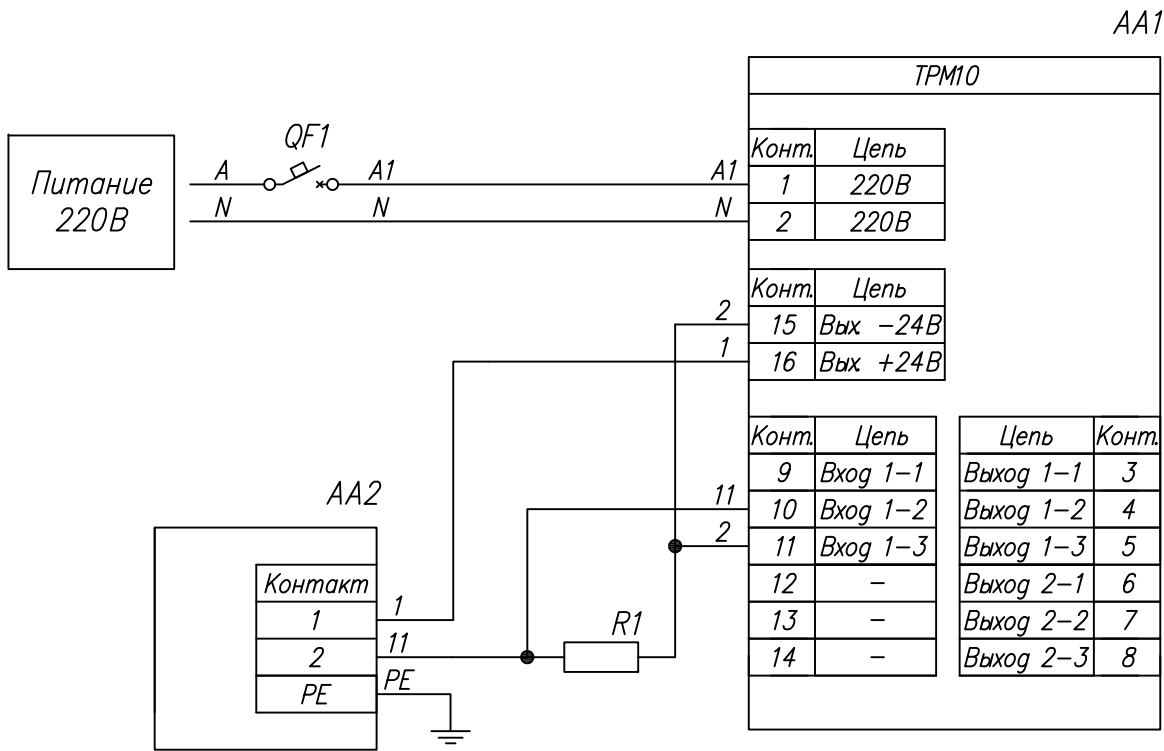 АА1
ТРМ10
QF1
Питание
220В
A A1 A1
N N N
Конт. Цепь
1 220В
2 220В
Конт. Цепь
2 15 Вых. -24В
1 16 Вых. +24В
Конт. Цепь Цепь Конт.
9 Вход 1-1 Выход 1-1 3
11 10 Вход 1-2 Выход 1-2 4
2 11 Вход 1-3 Выход 1-3 5
12 - Выход 2-1 6
13 - Выход 2-2 7
14 - Выход 2-3 8
АА2
Контакт
1 1
2 11
PE PE
R1